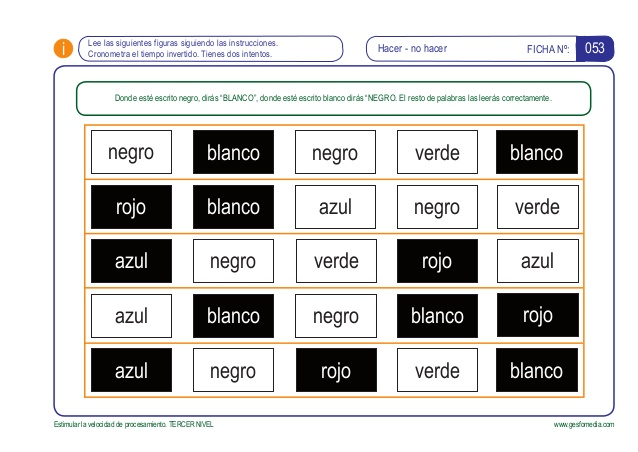 i
Lee las siguientes figuras siguiendo las instrucciones.
Cronometra el tiempo invertido. Tienes dos intentos.
Hacer - no hacer FICHA Nº: 053
Donde esté escrito negro, dirás “BLANCO”, donde esté escrito blanco dirás “NEGRO. El resto de palabras las leerás correctamente.
negro blanco negro verde blanco
rojo blanco azul negro verde
azul negro verde rojo azul
azul blanco negro blanco rojo
azul negro rojo verde blanco
Estimular la velocidad de procesamiento. TERCER NIVEL www.gesfomedia.com